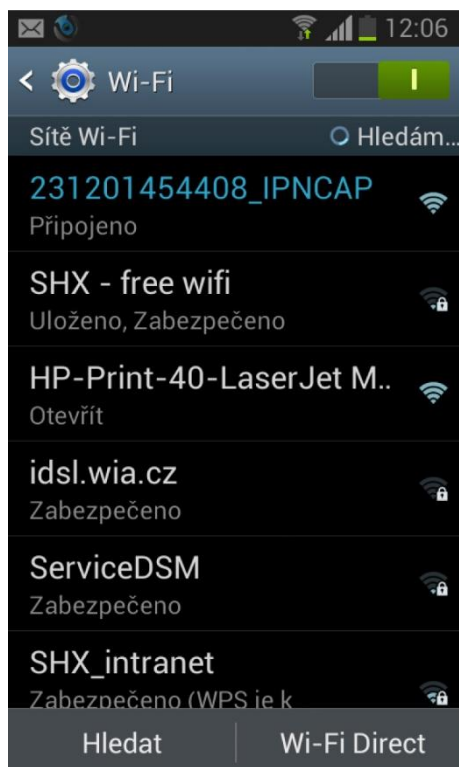 12:06
Wi-Fi
Sítě Wi-Fi Hledám...
231201454408_IPNCAP
Připojeno
SHX - free wifi
Uloženo, Zabezpečeno
HP-Print-40-LaserJet M..
Otevřít
idsl.wia.cz
Zabezpečeno
ServiceDSM
Zabezpečeno
SHX_intranet
Zabezpečeno (WPS je k
Hledat Wi-Fi Direct